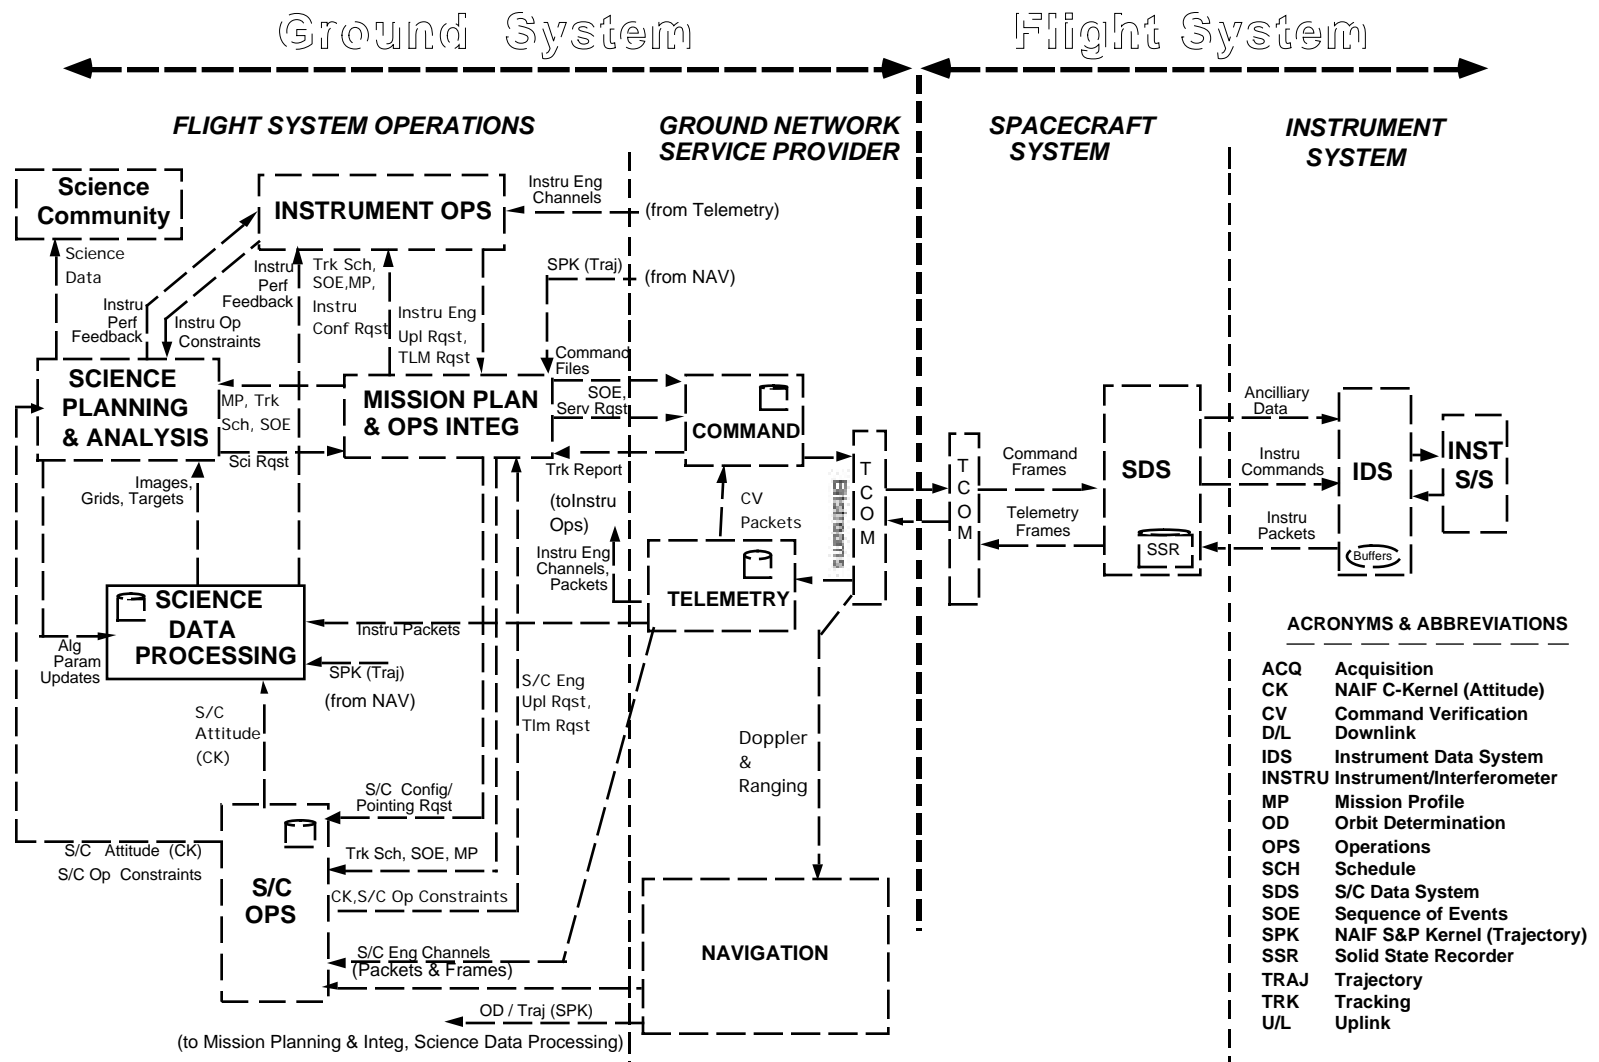 Ground System
Flight System
FLIGHT SYSTEM OPERATIONS
GROUND NETWORK
SERVICE PROVIDER
SPACECRAFT
SYSTEM
INSTRUMENT
SYSTEM
Science
Community
INSTRUMENT OPS
Instru Eng
Channels
(from Telemetry)
Science
Data
Instru
Perf
Feedback
Instru Op
Constraints
Instru
Perf
Feedback
Trk Sch,
SOE,MP,
Instru
Conf Rqst
Instru Eng
Upl Rqst,
TLM Rqst
SPK (Traj)
(from NAV)
SCIENCE
PLANNING
& ANALYSIS
MP, Trk
Sch, SOE
Sci Rqst
MISSION PLAN
& OPS INTEG
Command
Files
SOE,
Serv Rqst
Trk Report
COMMAND
(toInstru
Ops)
Instru Eng
Channels,
Packets
CV
Packets
Bitstreams
TCOM
TCOM
Command
Frames
Telemetry
Frames
SDS
SSR
Ancilliary
Data
Instru
Commands
Instru
Packets
IDS
Buffers
INST
S/S
Images,
Grids, Targets
SCIENCE
DATA
PROCESSING
Alg
Param
Updates
Instru Packets
SPK (Traj)
(from NAV)
TELEMETRY
S/C
Attitude
(CK)
S/C Eng
Upl Rqst,
Tlm Rqst
Doppler
&
Ranging
S/C Config/
Pointing Rqst
Trk Sch, SOE, MP
CK,S/C Op Constraints
S/C Attitude (CK)
S/C Op Constraints
S/C
OPS
S/C Eng Channels
(Packets & Frames)
NAVIGATION
OD / Traj (SPK)
(to Mission Planning & Integ, Science Data Processing)
ACRONYMS & ABBREVIATIONS
ACQ Acquisition
CK NAIF C-Kernel (Attitude)
CV Command Verification
D/L Downlink
IDS Instrument Data System
INSTRU Instrument/Interferometer
MP Mission Profile
OD Orbit Determination
OPS Operations
SCH Schedule
SDS S/C Data System
SOE Sequence of Events
SPK NAIF S&P Kernel (Trajectory)
SSR Solid State Recorder
TRAJ Trajectory
TRK Tracking
U/L Uplink